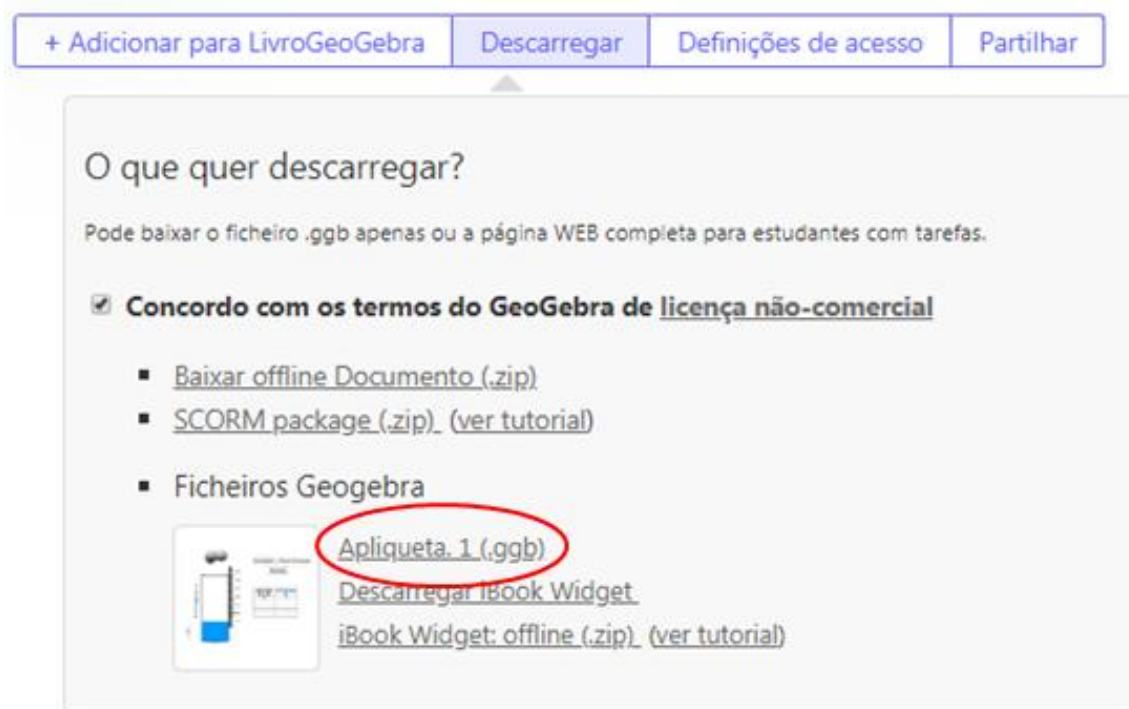 + Adicionar para LivroGeoGebra Descarregar Definições de acesso Partilhar
O que quer descarregar?
Pode baixar o ficheiro .ggb apenas ou a página WEB completa para estudantes com tarefas.
Concordo com os termos do GeoGebra de licença não-comercial
Baixar offline Documento (.zip)
SCORM package (.zip) (ver tutorial)
Ficheiros Geogebra
Apliqueta. 1 (.ggb)
Descarregar iBook Widget
iBook Widget: offline (.zip) (ver tutorial)